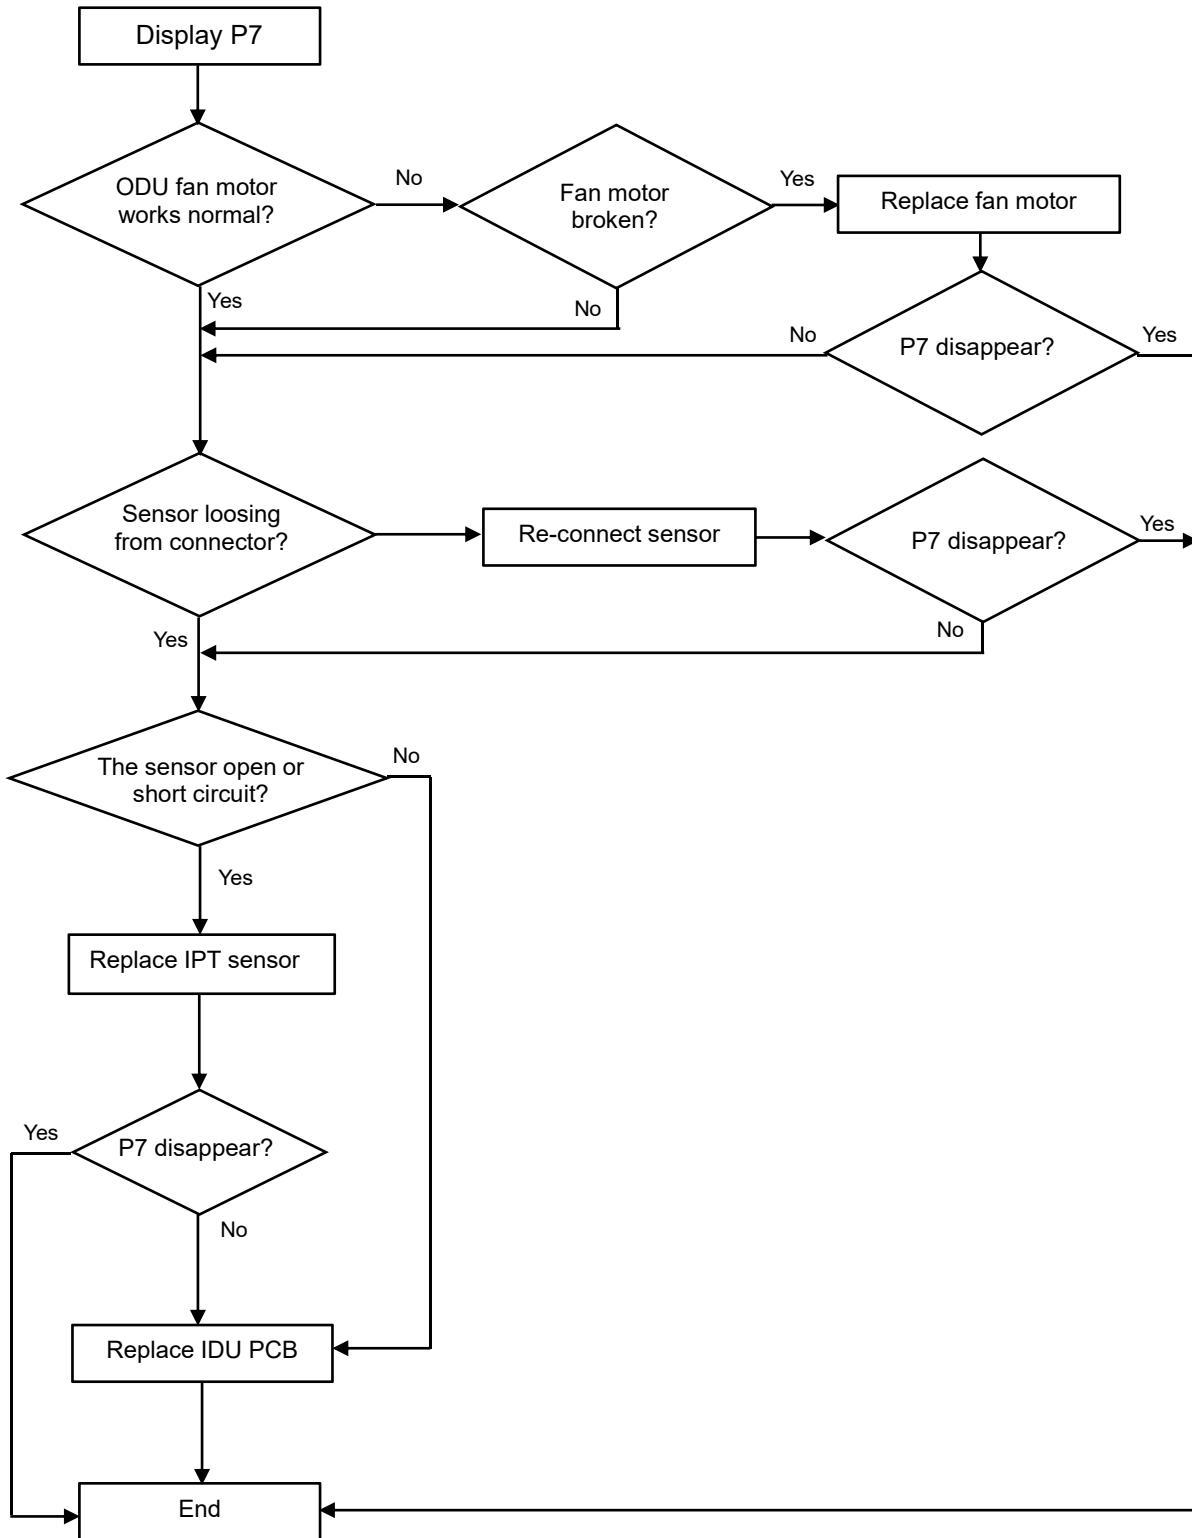 Display P7
ODU fan motor
works normal?
No
Fan motor
broken?
Yes
Replace fan motor
Yes
No
No
P7 disappear?
Yes
Sensor loosing
from connector?
Re-connect sensor
P7 disappear?
Yes
Yes
No
The sensor open or
short circuit?
No
Yes
Replace IPT sensor
Yes
P7 disappear?
No
Replace IDU PCB
End